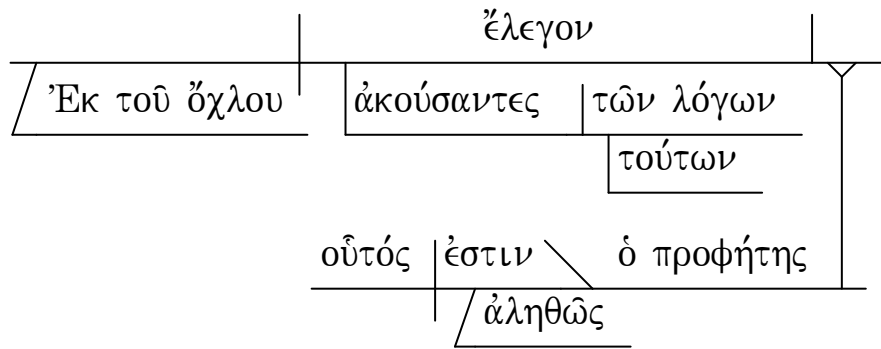 ἔλεγον
Ἐκ τοῦ ὄχλου ἀκούσαντες τῶν λόγων
τούτων
οὗτός ἐστιν ὁ προφήτης
ἀληθῶς